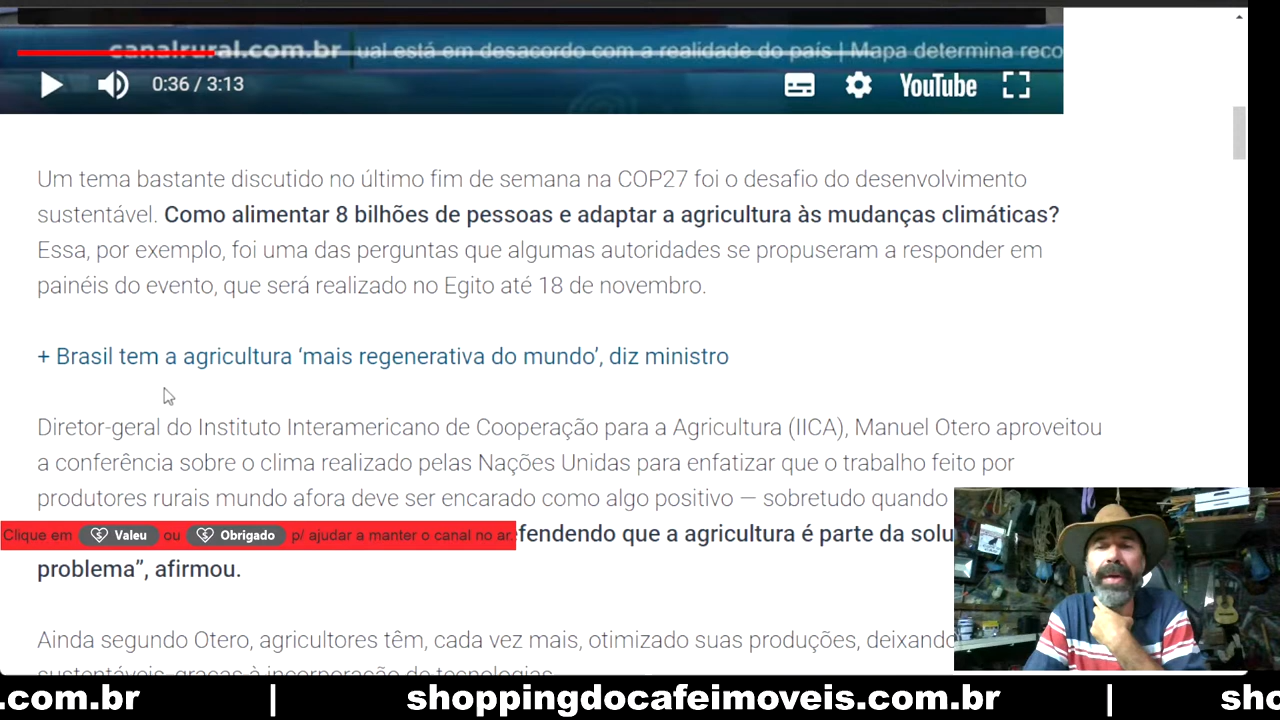 canalrural.com.br
ual está em desacordo com a realidade do país | Mapa determina reco
0:36 / 3:13
YouTube
Um tema bastante discutido no último fim de semana na COP27 foi o desafio do desenvolvimento
sustentável. Como alimentar 8 bilhões de pessoas e adaptar a agricultura às mudanças climáticas?
Essa, por exemplo, foi uma das perguntas que algumas autoridades se propuseram a responder em
painéis do evento, que será realizado no Egito até 18 de novembro.
+ Brasil tem a agricultura ‘mais regenerativa do mundo’, diz ministro
Diretor-geral do Instituto Interamericano de Cooperação para a Agricultura (IICA), Manuel Otero aproveitou
a conferência sobre o clima realizado pelas Nações Unidas para enfatizar que o trabalho feito por
produtores rurais mundo afora deve ser encarado como algo positivo — sobretudo quando
Clique em Valeu ou Obrigado p/ ajudar a manter o canal no ar.
fendendo que a agricultura é parte da solu
problema”, afirmou.
Ainda segundo Otero, agricultores têm, cada vez mais, otimizado suas produções, deixando
sustentáveis, graças à incorporação de tecnologias.
.com.br | shoppingdocafeimoveis.com.br | sho